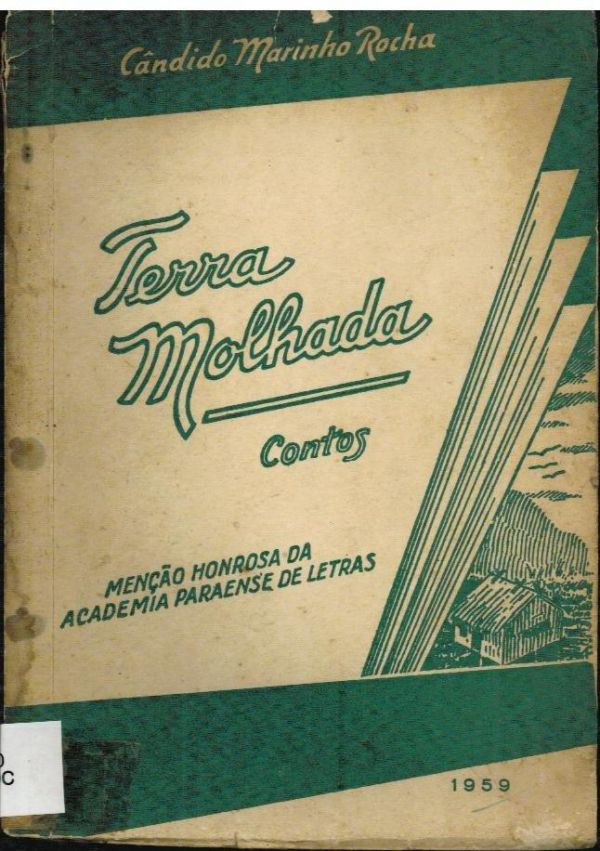 Cândido Marinho Rocha
Terra
Molhada
Contos
MENÇÃO HONROSA DA
ACADEMIA PARAENSE DE LETRAS
C
1959